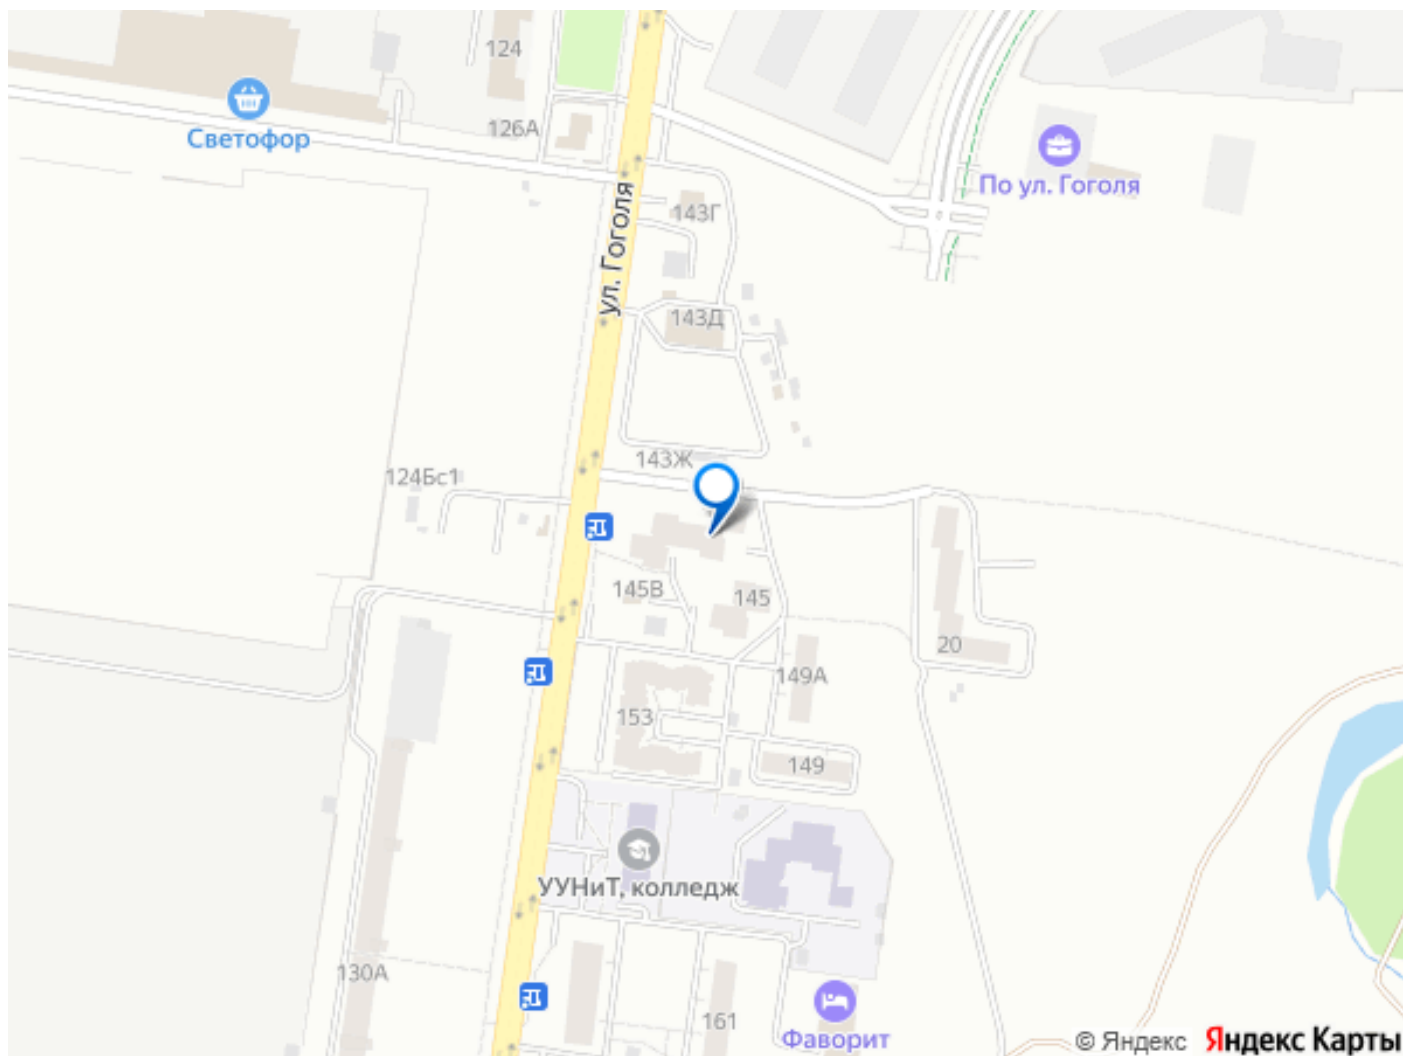 124
126А
Светофор
По ул. Гоголя
143Г
ул. Гоголя
143Д
143Ж
124Бс1
145В
145
20
149А
153
149
УУНиТ, колледж
130А
161
Фаворит
© Яндекс Яндекс Карты